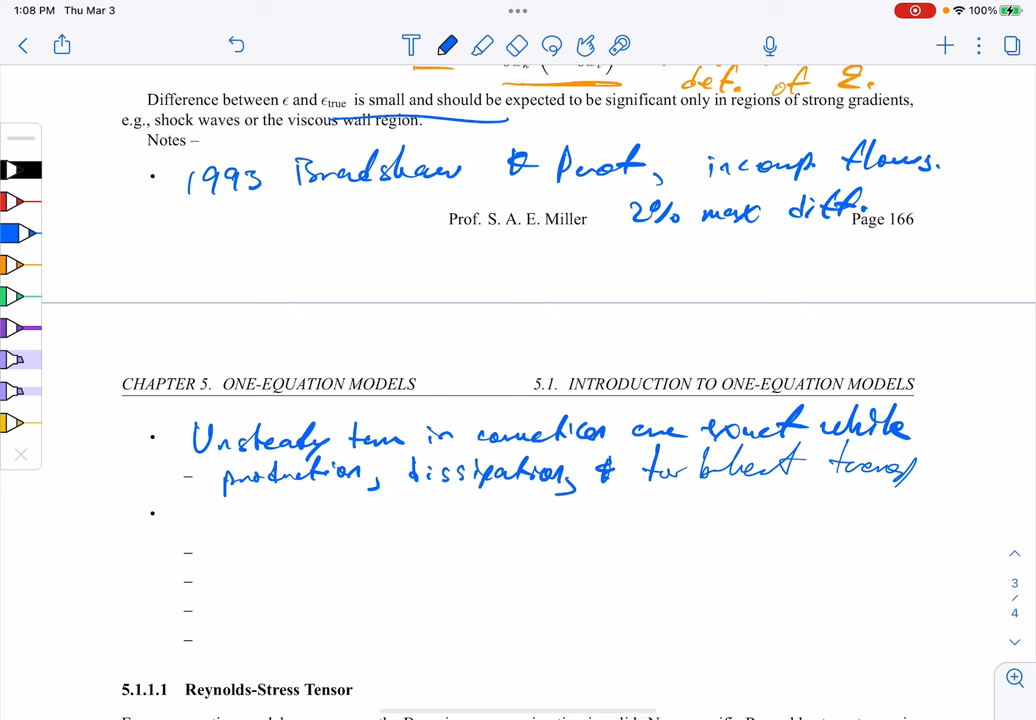 1:08 PM Thu Mar 3
100%
def. of ε.
Difference between ϵ and ϵtrue is small and should be expected to be significant only in regions of strong gradients,
e.g., shock waves or the viscous wall region.
Notes –
• 1993 Bradshaw & Perot, incomp. flows.
2% max diff.
Prof. S. A. E. Miller
Page 166
CHAPTER 5. ONE-EQUATION MODELS 5.1. INTRODUCTION TO ONE-EQUATION MODELS
• Unsteady term in convection are exact while
– production, dissipation, & turbulent transp
•
–
–
–
–
5.1.1.1 Reynolds-Stress Tensor
3
/
4